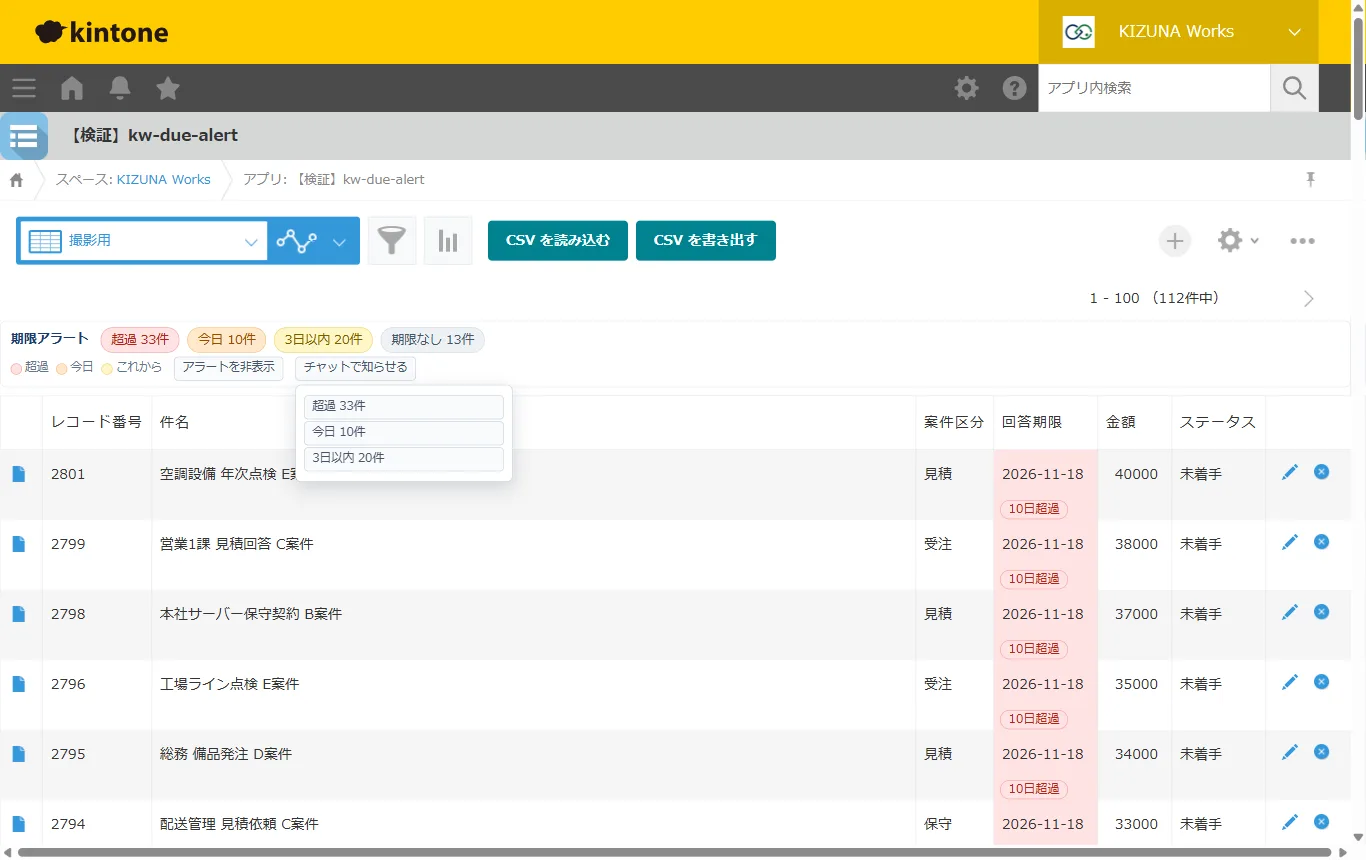 kintone
KIZUNA Works
アプリ内検索
【検証】kw-due-alert
スペース: KIZUNA Works
アプリ: 【検証】kw-due-alert
撮影用
CSV を読み込む
CSV を書き出す
1 - 100 （112件中）
期限アラート
超過 33件
今日 10件
3日以内 20件
期限なし 13件
超過
今日
これから
アラートを非表示
チャットで知らせる
超過 33件
今日 10件
3日以内 20件
レコード番号 件名 案件区分 回答期限 金額 ステータス
2801 空調設備 年次点検 E 見積 2026-11-18 40000 未着手
10日超過
2799 営業1課 見積回答 C案件 受注 2026-11-18 38000 未着手
10日超過
2798 本社サーバー保守契約 B案件 見積 2026-11-18 37000 未着手
10日超過
2796 工場ライン点検 E案件 受注 2026-11-18 35000 未着手
10日超過
2795 総務 備品発注 D案件 見積 2026-11-18 34000 未着手
10日超過
2794 配送管理 見積依頼 C案件 保守 2026-11-18 33000 未着手